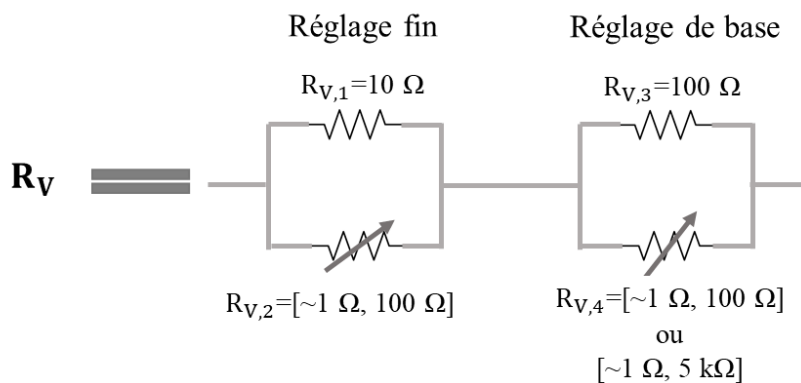 Réglage fin
Réglage de base
R_V,1=10 Ω
R_V,3=100 Ω
R_V
R_V,2=[~1 Ω, 100 Ω]
R_V,4=[~1 Ω, 100 Ω]
ou
[~1 Ω, 5 kΩ]